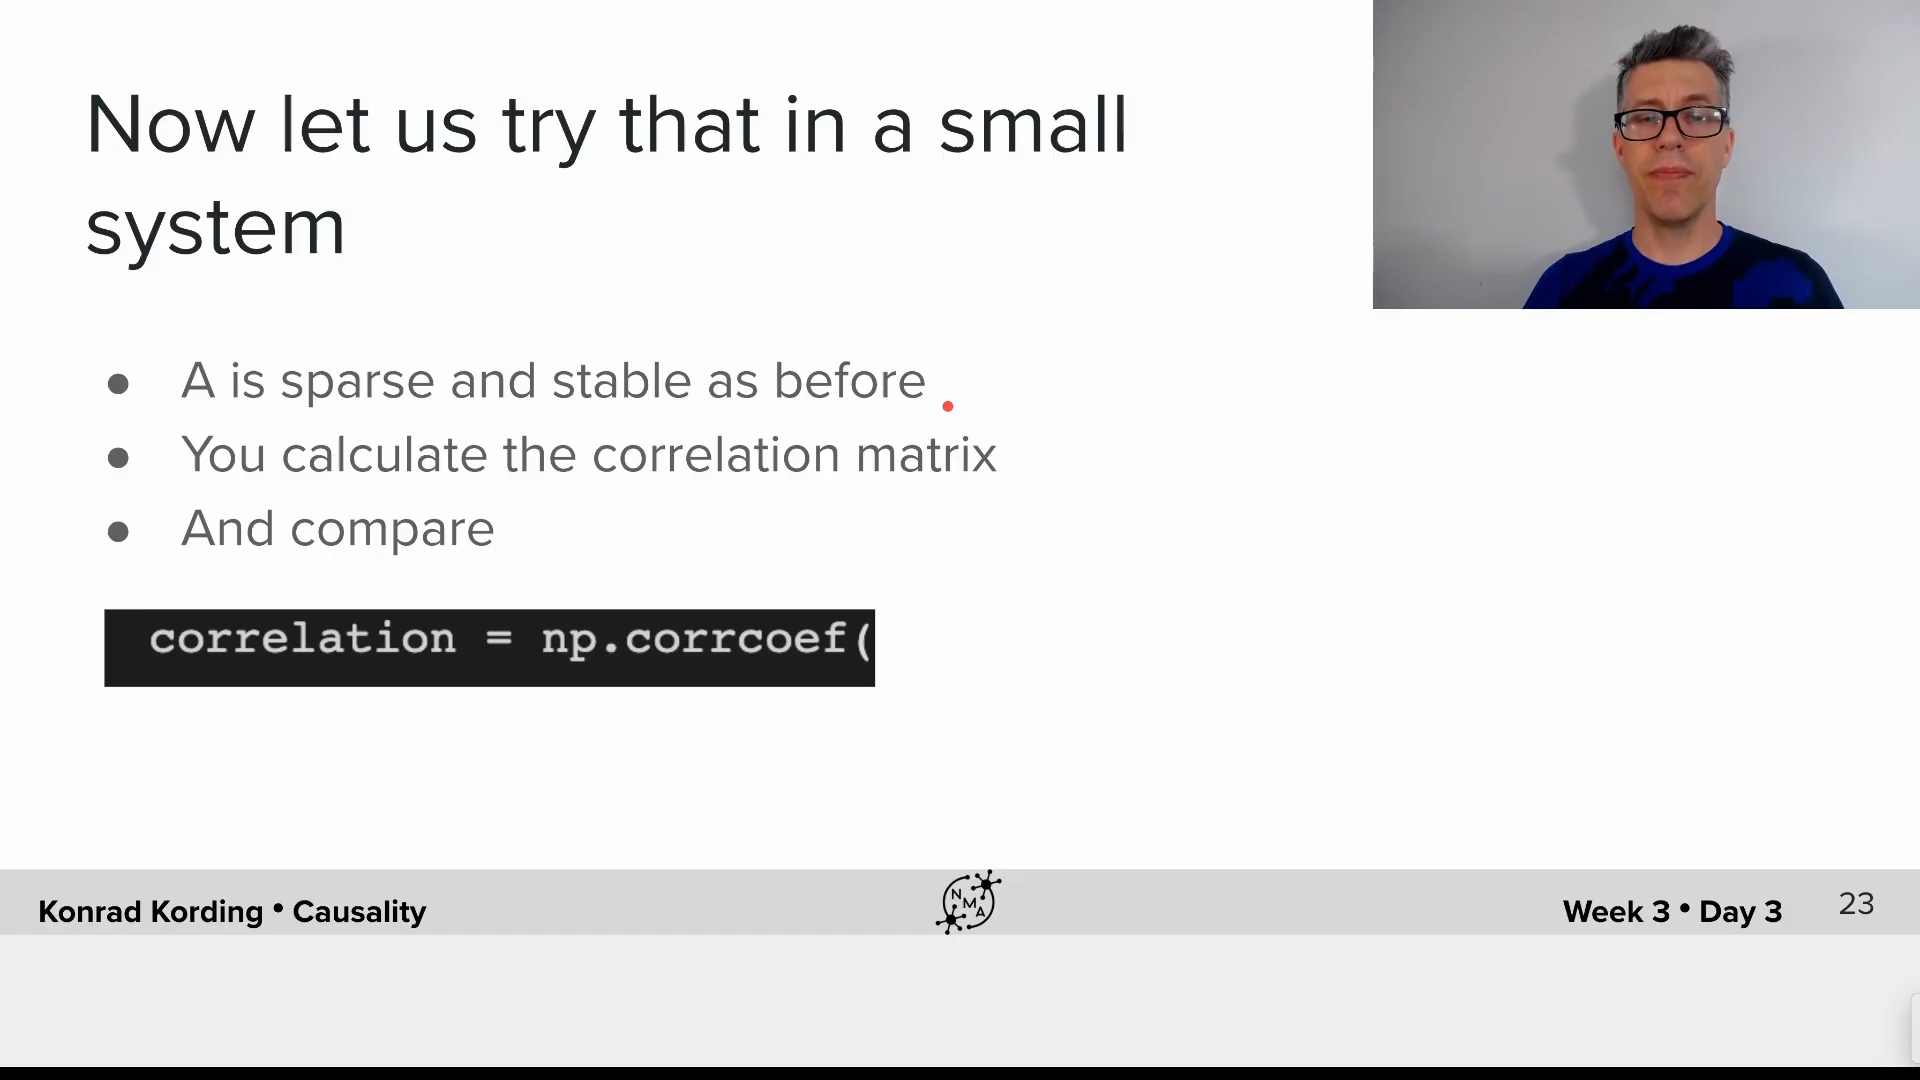 Now let us try that in a small
system
● A is sparse and stable as before
● You calculate the correlation matrix
● And compare
correlation = np.corrcoef(
Konrad Kording • Causality
N
M
A
Week 3 • Day 3
23